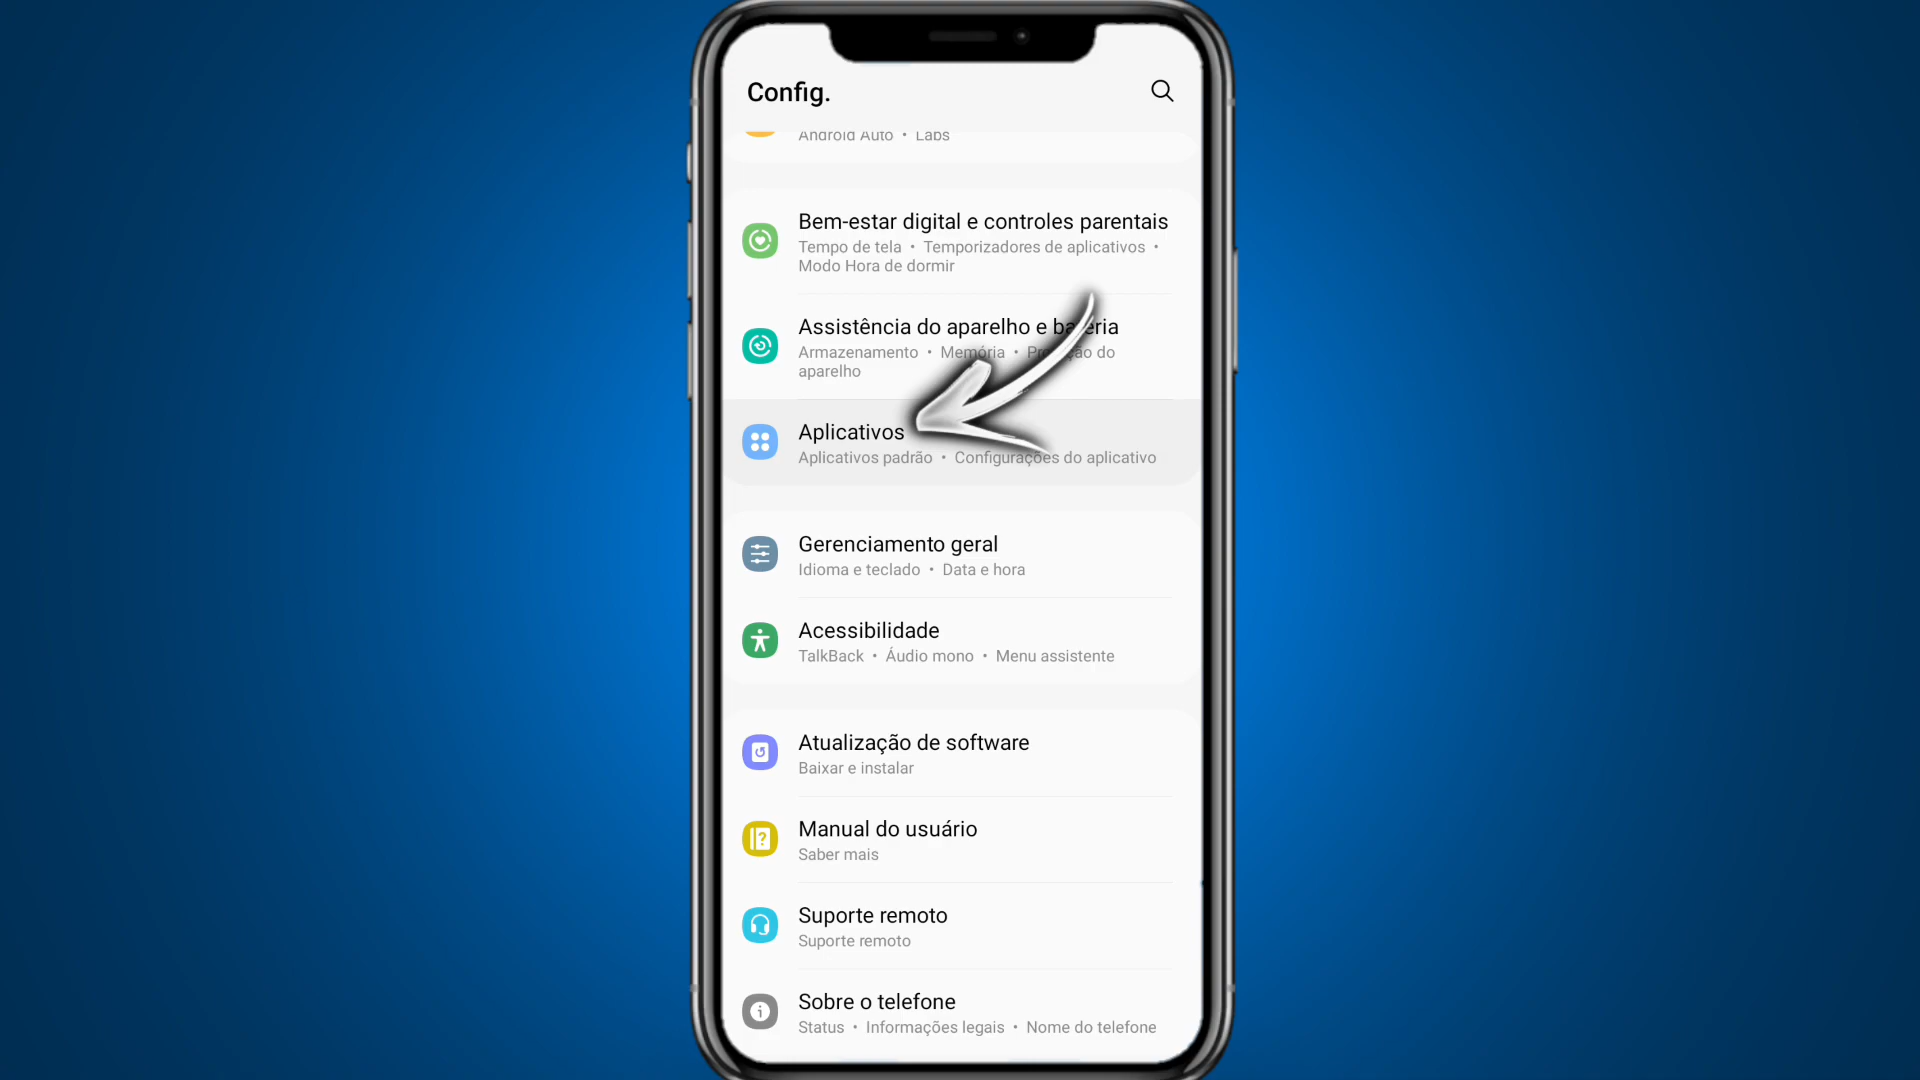 Config.
Android Auto • Labs
Bem-estar digital e controles parentais
Tempo de tela • Temporizadores de aplicativos •
Modo Hora de dormir
Assistência do aparelho e bateria
Armazenamento • Memória • Proteção do
aparelho
Aplicativos
Aplicativos padrão • Configurações do aplicativo
Gerenciamento geral
Idioma e teclado • Data e hora
Acessibilidade
TalkBack • Áudio mono • Menu assistente
Atualização de software
Baixar e instalar
Manual do usuário
Saber mais
Suporte remoto
Suporte remoto
Sobre o telefone
Status • Informações legais • Nome do telefone